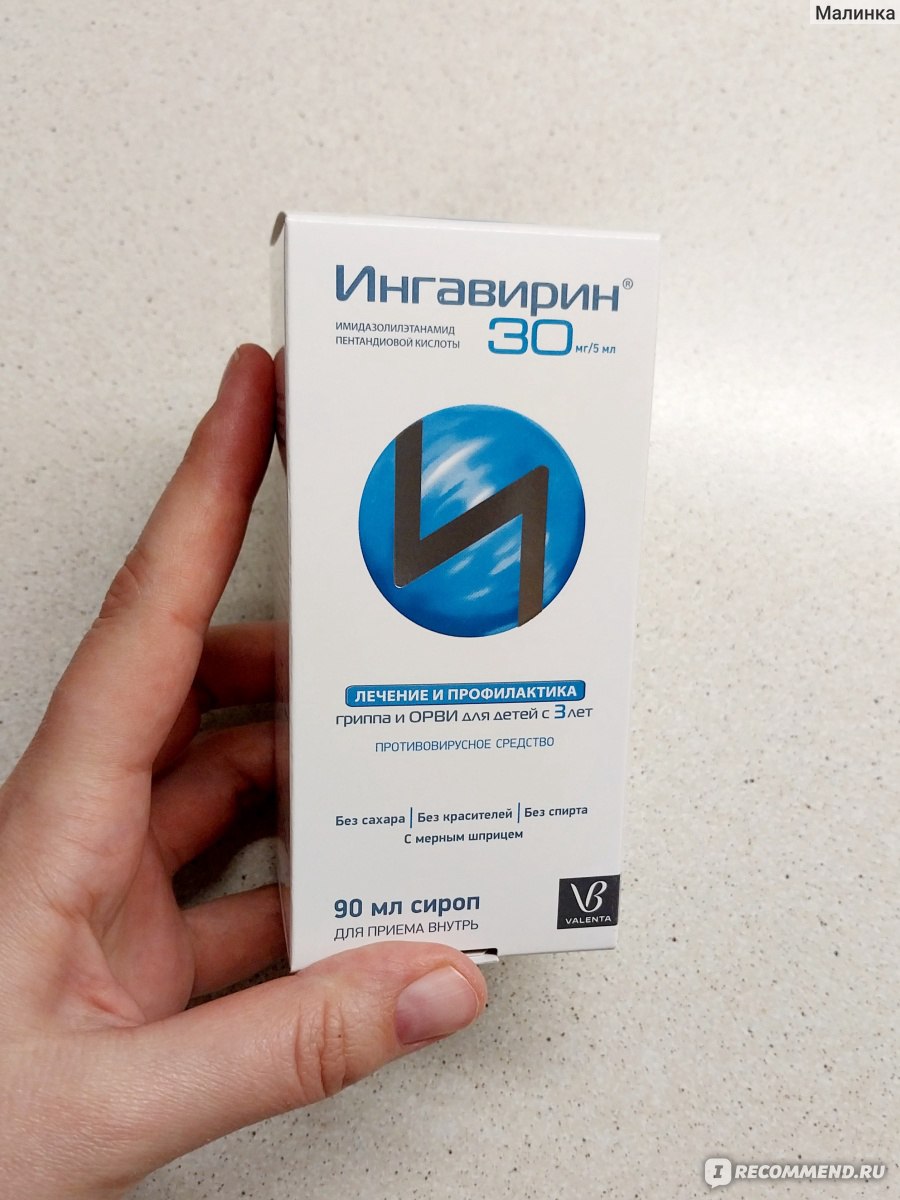 Малинка
Ингавирин®
ИМИДАЗОЛИЛЭТАНАМИД
ПЕНТАНДИОВОЙ КИСЛОТЫ
30 мг/5 мл
ЛЕЧЕНИЕ И ПРОФИЛАКТИКА
гриппа и ОРВИ для детей с 3 лет
ПРОТИВОВИРУСНОЕ СРЕДСТВО
Без сахара | Без красителей | Без спирта
С мерным шприцем
90 мл сироп
ДЛЯ ПРИЕМА ВНУТРЬ
VALENTA
IRECOMMEND.RU